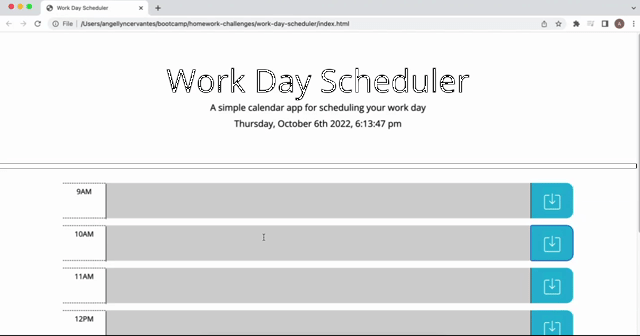 Work Day Scheduler
File /Users/angellyncervantes/bootcamp/homework-challenges/work-day-scheduler/index.html
Work Day Scheduler
A simple calendar app for scheduling your work day
Thursday, October 6th 2022, 6:13:47 pm
9AM
10AM
11AM
12PM